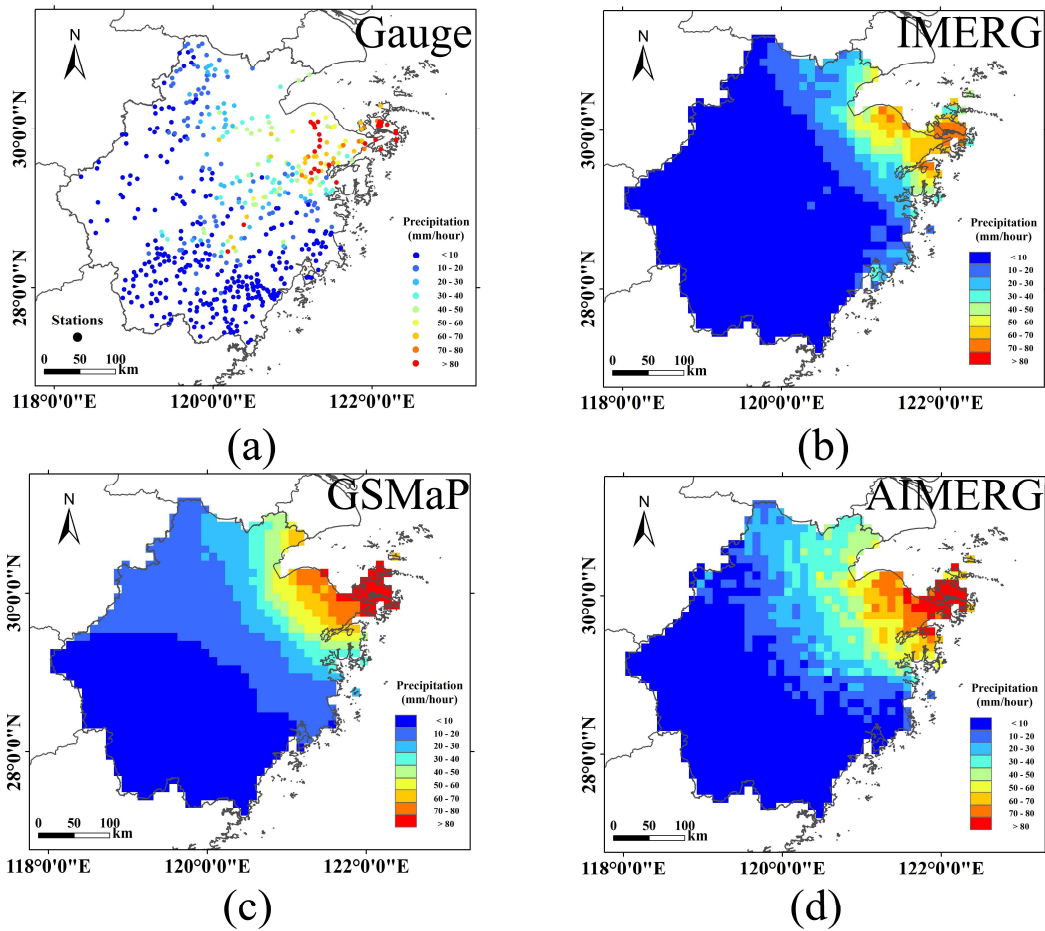 Gauge
N
30°0'0"N
28°0'0"N
Precipitation
(mm/hour)
< 10
10 - 20
20 - 30
30 - 40
40 - 50
50 - 60
60 - 70
70 - 80
> 80
Stations
0 50 100
km
118°0'0"E 120°0'0"E 122°0'0"E
(a)
IMERG
N
30°0'0"N
28°0'0"N
Precipitation
(mm/hour)
< 10
10 - 20
20 - 30
30 - 40
40 - 50
50 - 60
60 - 70
70 - 80
> 80
0 50 100
km
118°0'0"E 120°0'0"E 122°0'0"E
(b)
GSMaP
N
30°0'0"N
28°0'0"N
Precipitation
(mm/hour)
< 10
10 - 20
20 - 30
30 - 40
40 - 50
50 - 60
60 - 70
70 - 80
> 80
0 50 100
km
118°0'0"E 120°0'0"E 122°0'0"E
(c)
AIMERG
N
30°0'0"N
28°0'0"N
Precipitation
(mm/hour)
< 10
10 - 20
20 - 30
30 - 40
40 - 50
50 - 60
60 - 70
70 - 80
> 80
0 50 100
km
118°0'0"E 120°0'0"E 122°0'0"E
(d)